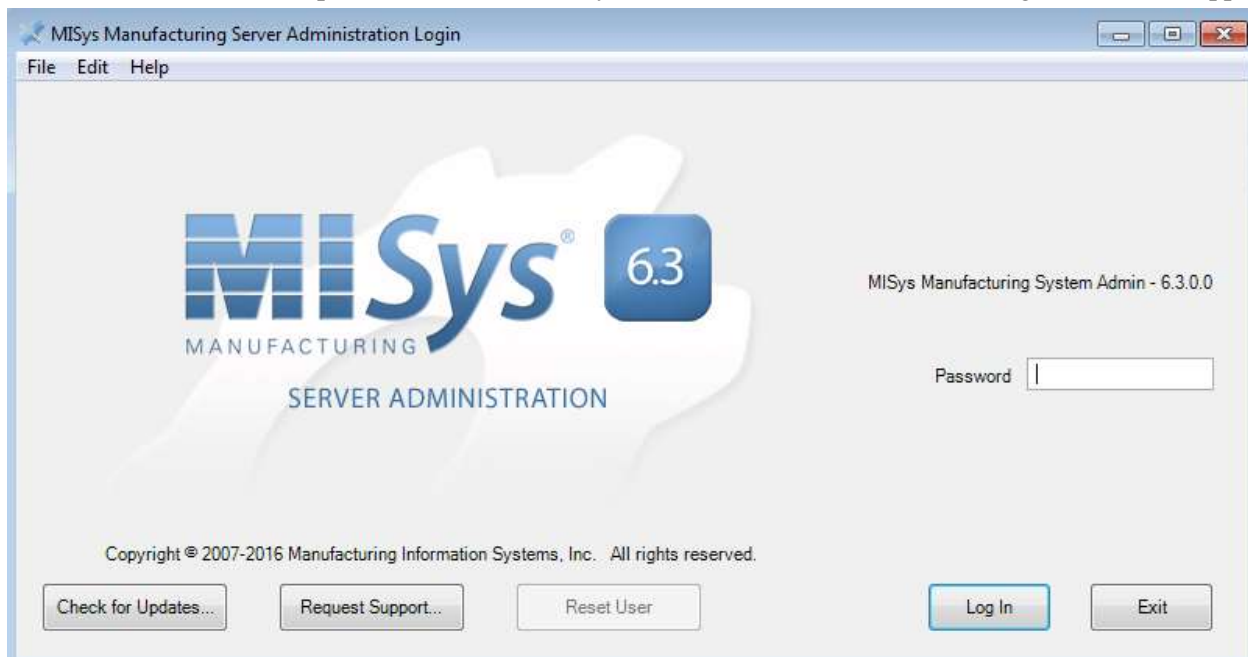 MISys Manufacturing Server Administration Login
File Edit Help
MISys® 6.3
MANUFACTURING
SERVER ADMINISTRATION
MISys Manufacturing System Admin - 6.3.0.0
Password
Copyright © 2007-2016 Manufacturing Information Systems, Inc. All rights reserved.
Check for Updates... Request Support... Reset User Log In Exit